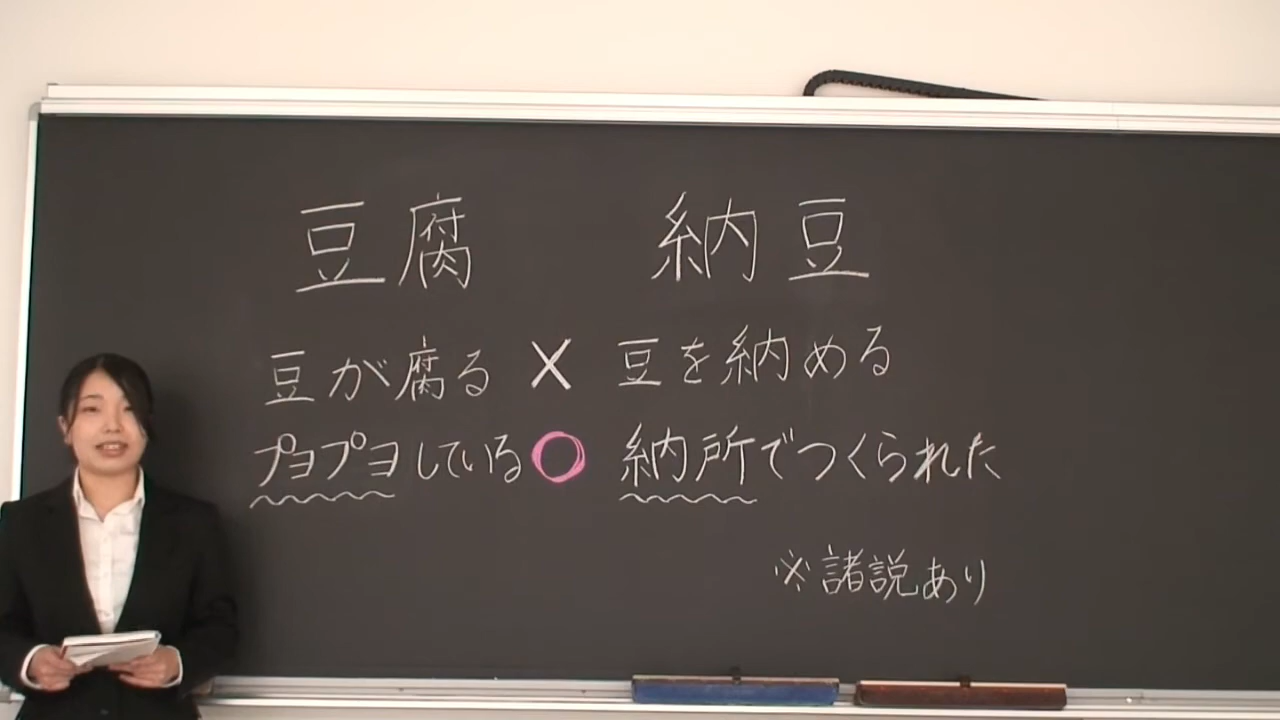 豆腐 納豆
豆が腐る × 豆を納める
プヨプヨしている ○ 納所でつくられた
※諸説あり